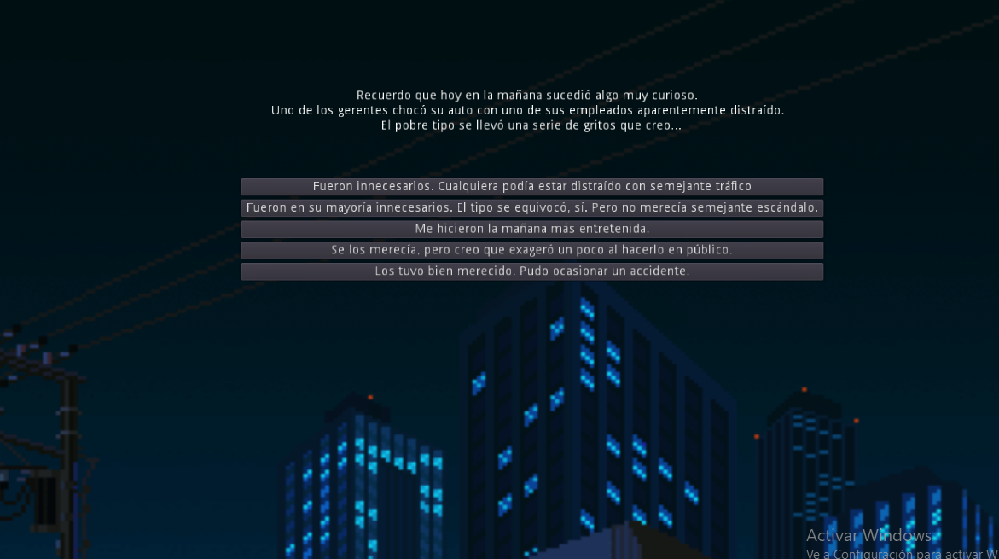 Recuerdo que hoy en la mañana sucedió algo muy curioso.
Uno de los gerentes chocó su auto con uno de sus empleados aparentemente distraído.
El pobre tipo se llevó una serie de gritos que creo...
Fueron innecesarios. Cualquiera podía estar distraído con semejante tráfico
Fueron en su mayoría innecesarios. El tipo se equivocó, sí. Pero no merecía semejante escándalo.
Me hicieron la mañana más entretenida.
Se los merecía, pero creo que exageró un poco al hacerlo en público.
Los tuvo bien merecido. Pudo ocasionar un accidente.
Activar Windows
Ve a Configuración para activar W